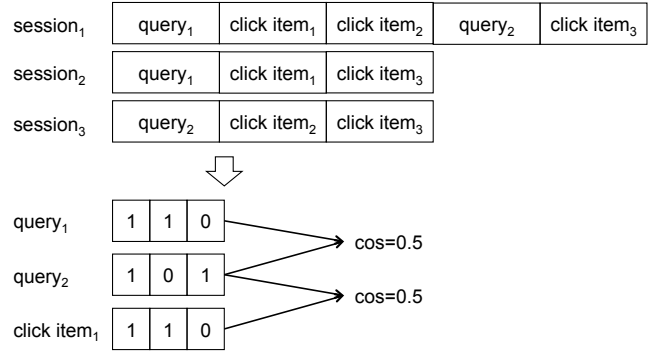 session₁ query₁ click item₁ click item₂ query₂ click item₃
session₂ query₁ click item₁ click item₃
session₃ query₂ click item₂ click item₃
query₁ 1 1 0
cos=0.5
query₂ 1 0 1
cos=0.5
click item₁ 1 1 0